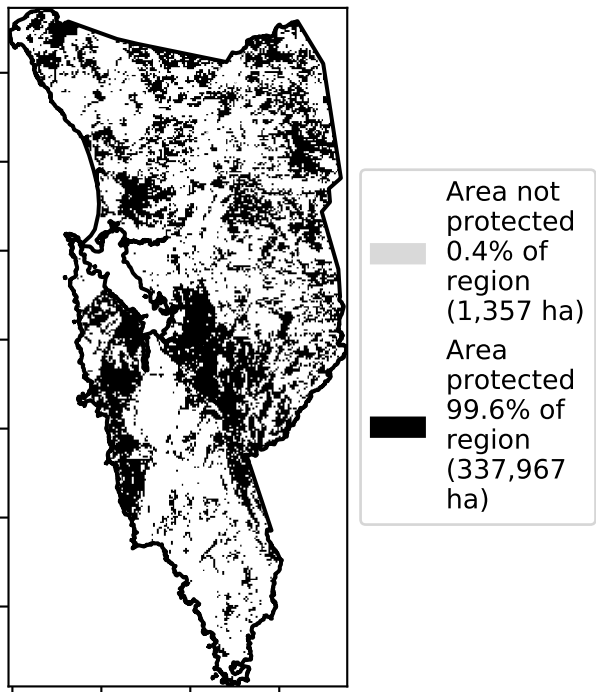 Area not
protected
0.4% of
region
(1,357 ha)
Area
protected
99.6% of
region
(337,967
ha)